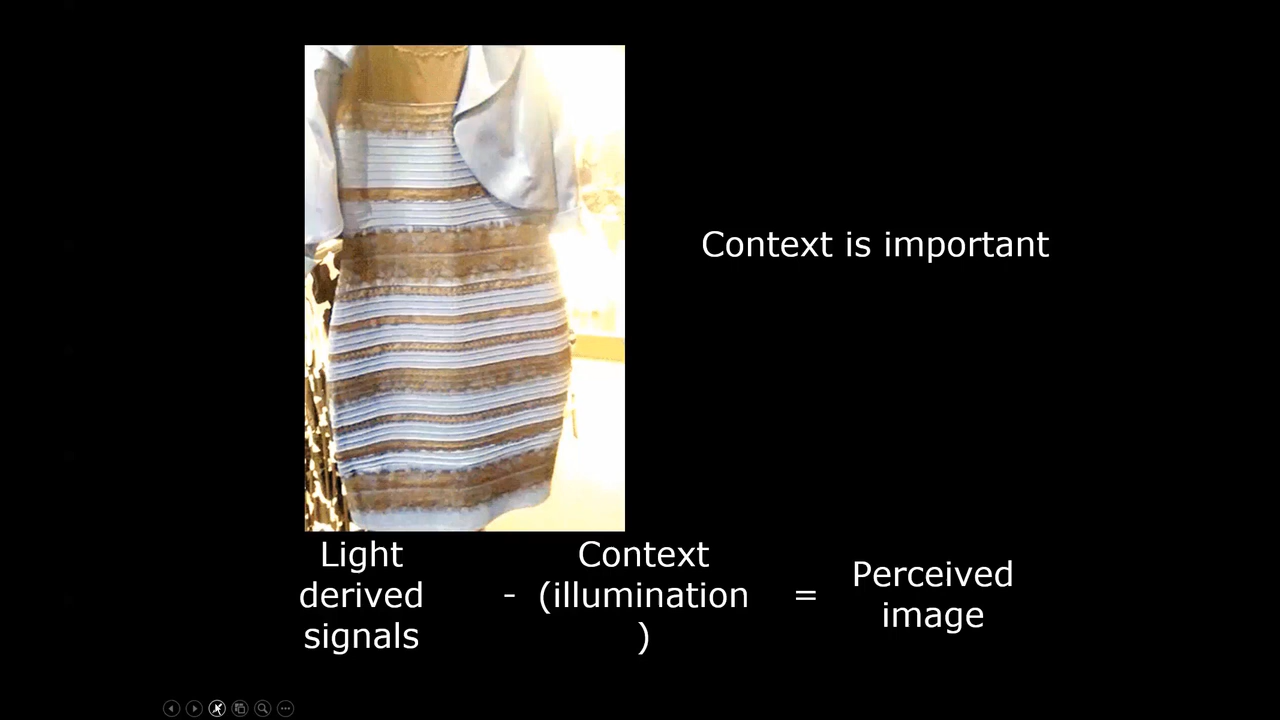 Context is important
Light
derived
signals
-
Context
(illumination
)
=
Perceived
image